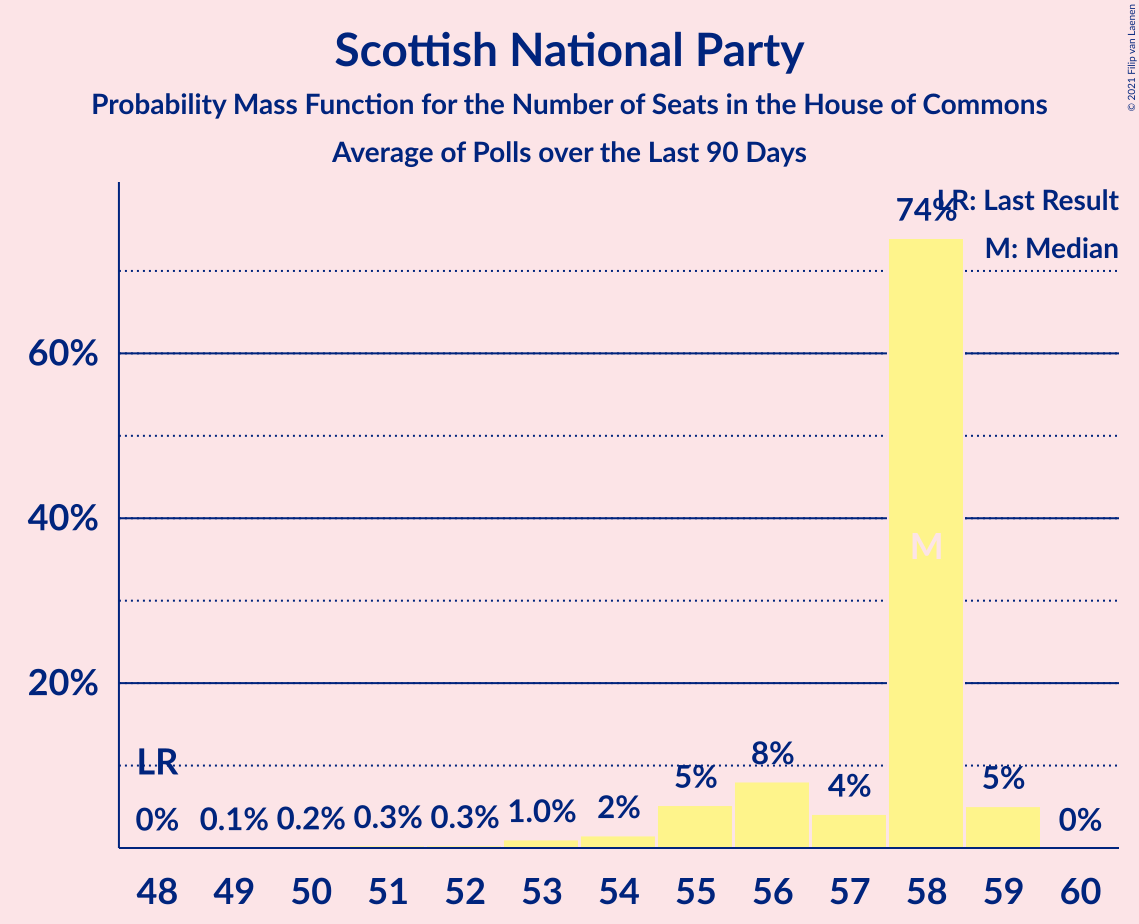 Scottish National Party
Probability Mass Function for the Number of Seats in the House of Commons
Average of Polls over the Last 90 Days
© 2021 Filip van Laenen
LR: Last Result
M: Median
74%
60%
40%
M
20%
LR
0% 0.1% 0.2% 0.3% 0.3% 1.0% 2% 5% 8% 4% 5% 0%
48 49 50 51 52 53 54 55 56 57 58 59 60